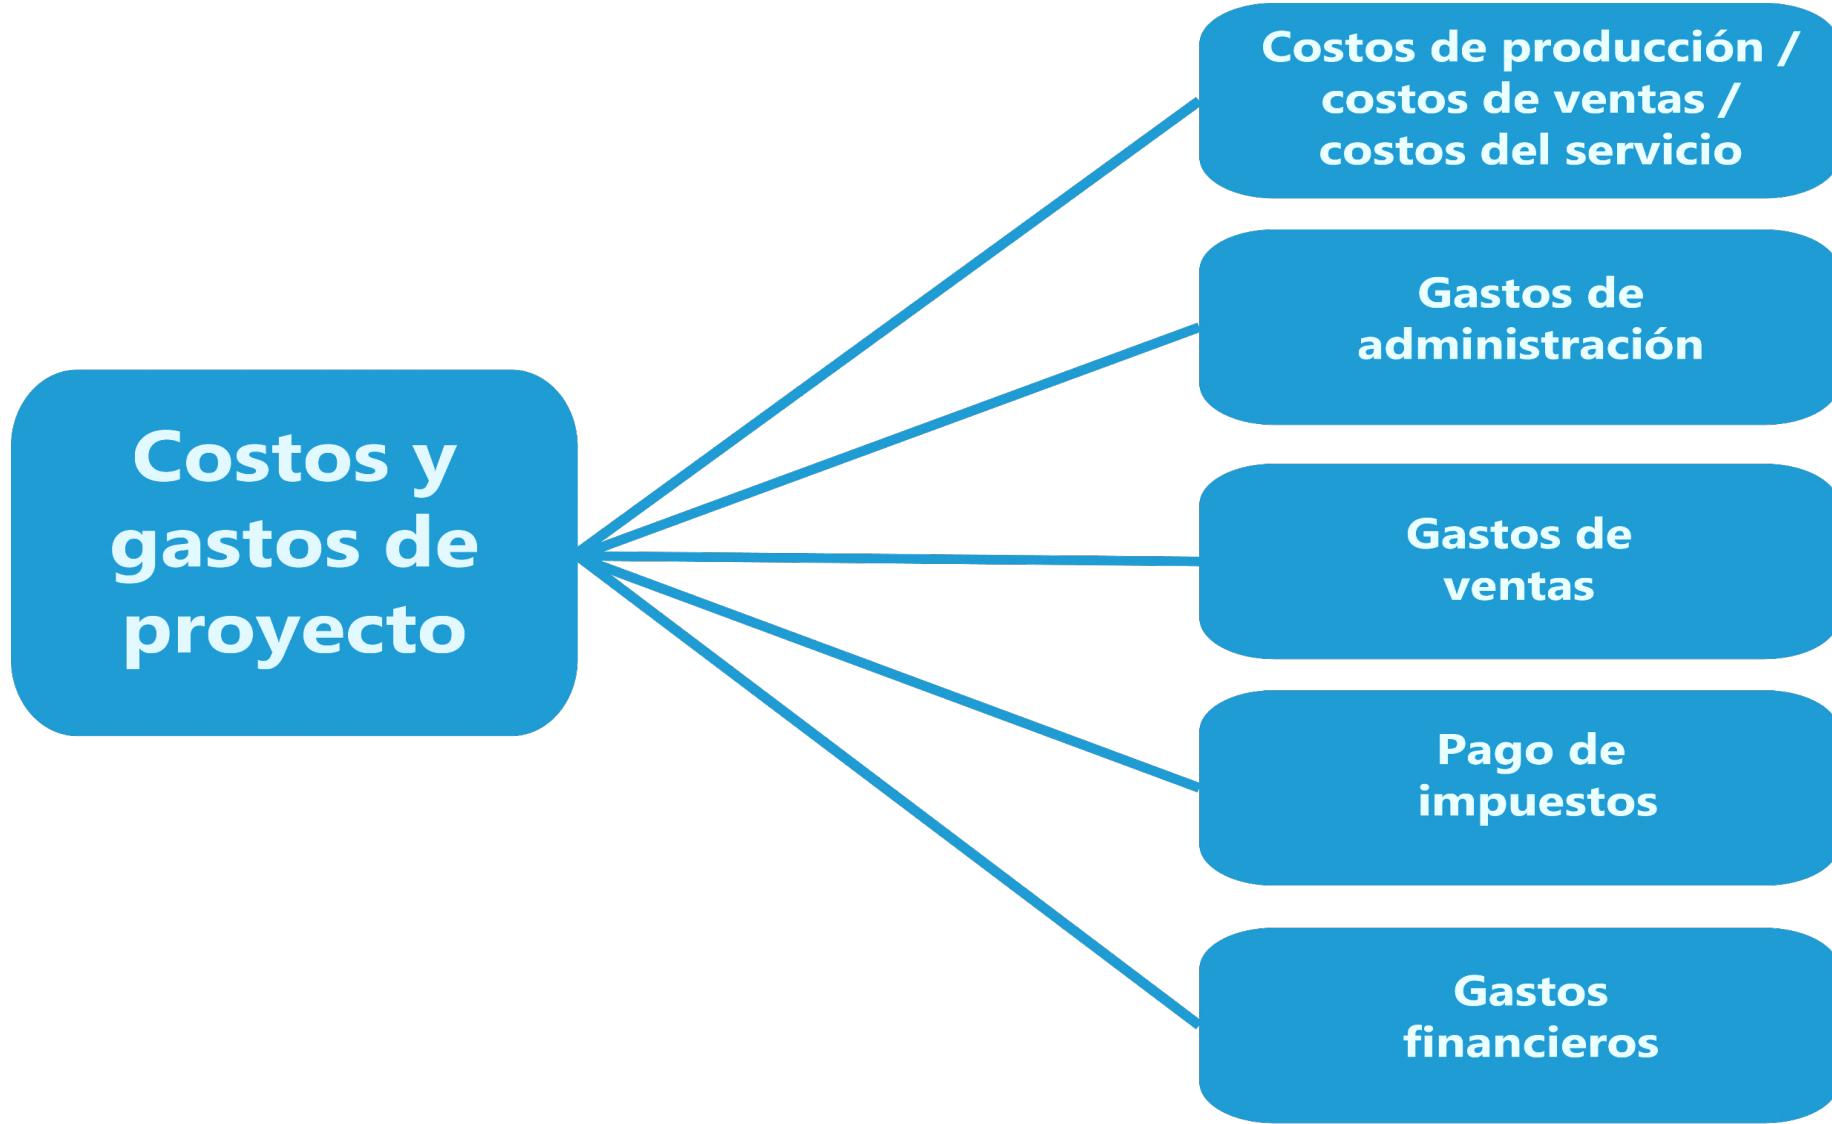 Costos y
gastos de
proyecto
Costos de producción /
costos de ventas /
costos del servicio
Gastos de
administración
Gastos de
ventas
Pago de
impuestos
Gastos
financieros